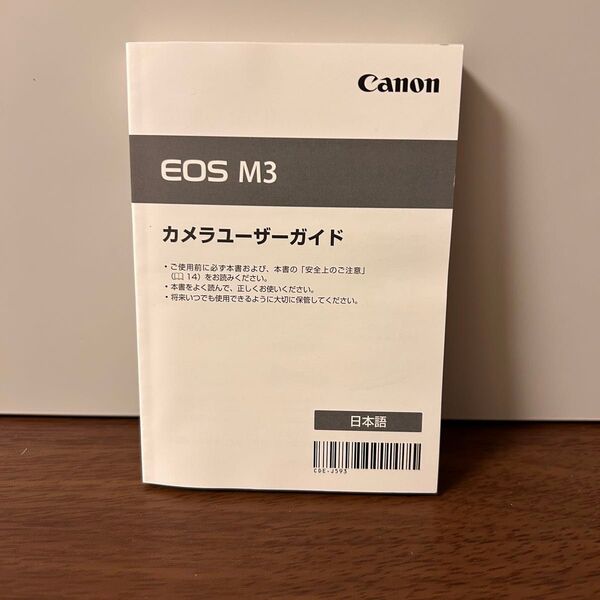 Canon
EOS M3
カメラユーザーガイド
・ご使用前に必ず本書および、本書の「安全上のご注意」
（📖 14）をお読みください。
・本書をよく読んで、正しくお使いください。
・将来いつでも使用できるように大切に保管してください。
日本語
CDE-J593